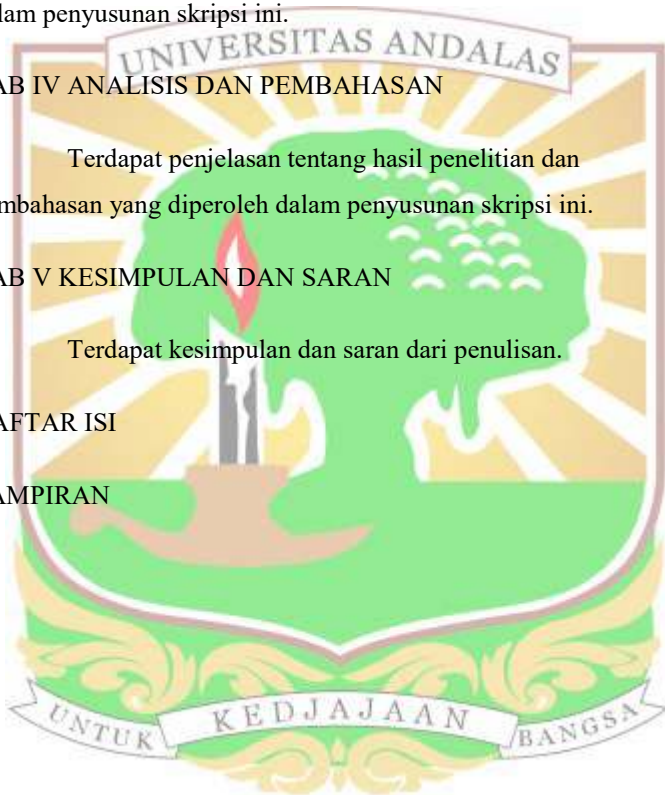 lam penyusunan skripsi ini.
UNIVERSITAS ANDALAS
AB IV ANALISIS DAN PEMBAHASAN
Terdapat penjelasan tentang hasil penelitian dan
mbahasan yang diperoleh dalam penyusunan skripsi ini.
AB V KESIMPULAN DAN SARAN
Terdapat kesimpulan dan saran dari penulisan.
AFTAR ISI
AMPIRAN
UNTUK KEDJAJAAN BANGSA